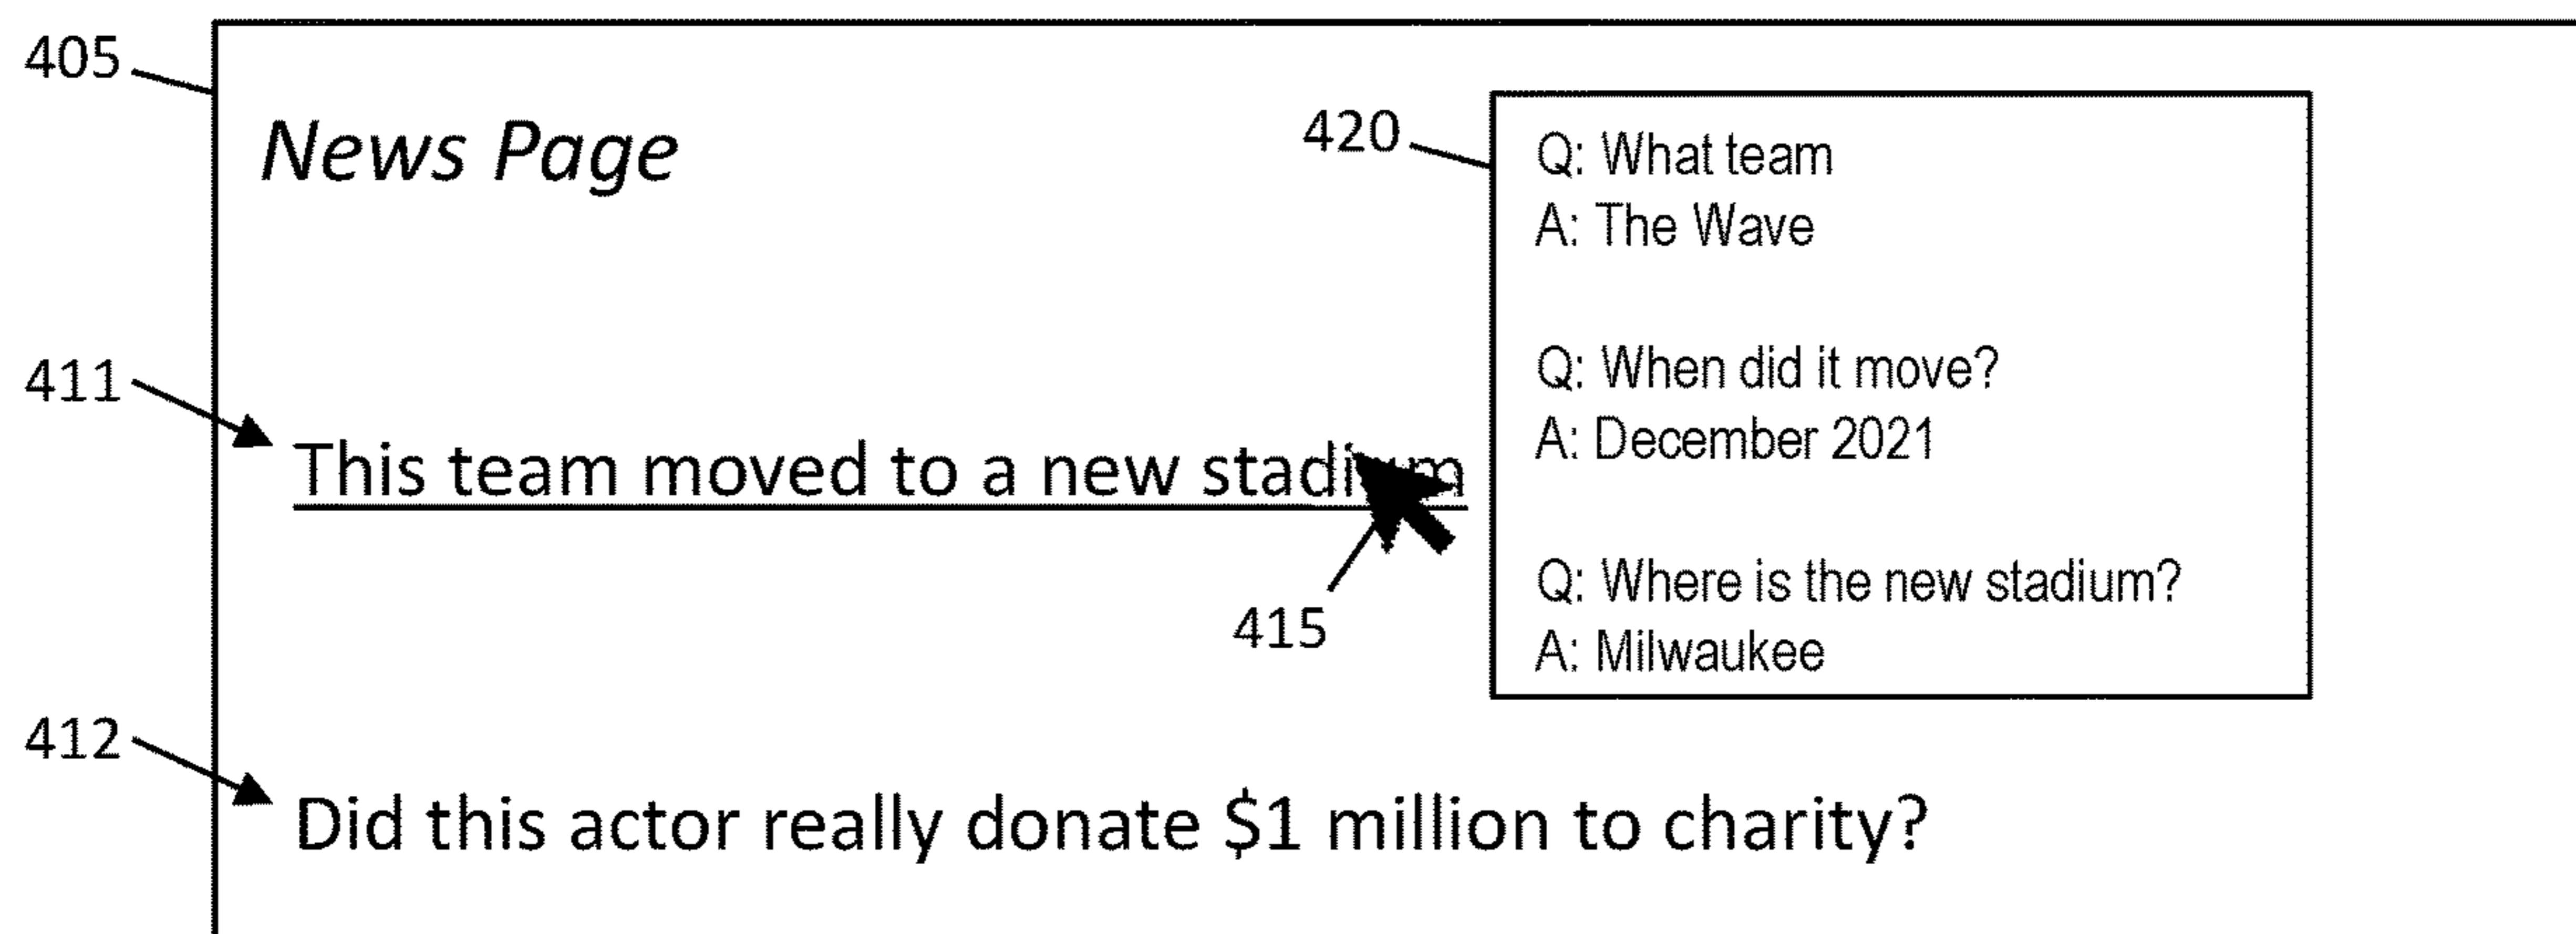 405
News Page
420
Q: What team
A: The Wave
Q: When did it move?
A: December 2021
411
This team moved to a new stadium
Q: Where is the new stadium?
A: Milwaukee
415
412
Did this actor really donate $1 million to charity?